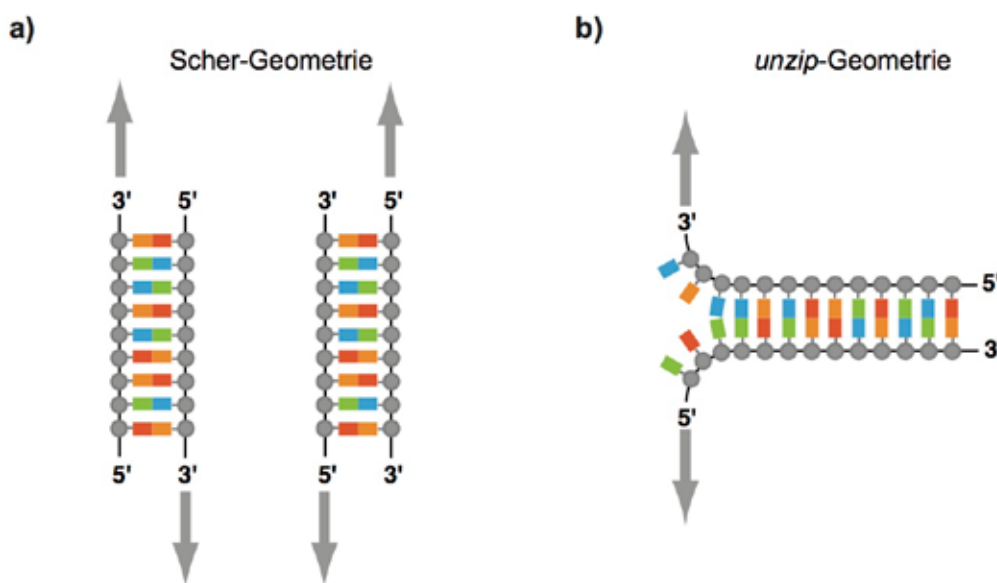 a)
Scher-Geometrie
3' 5' 3' 5'
5' 3' 5' 3'
b)
unzip-Geometrie
3'
5'
3'
5'